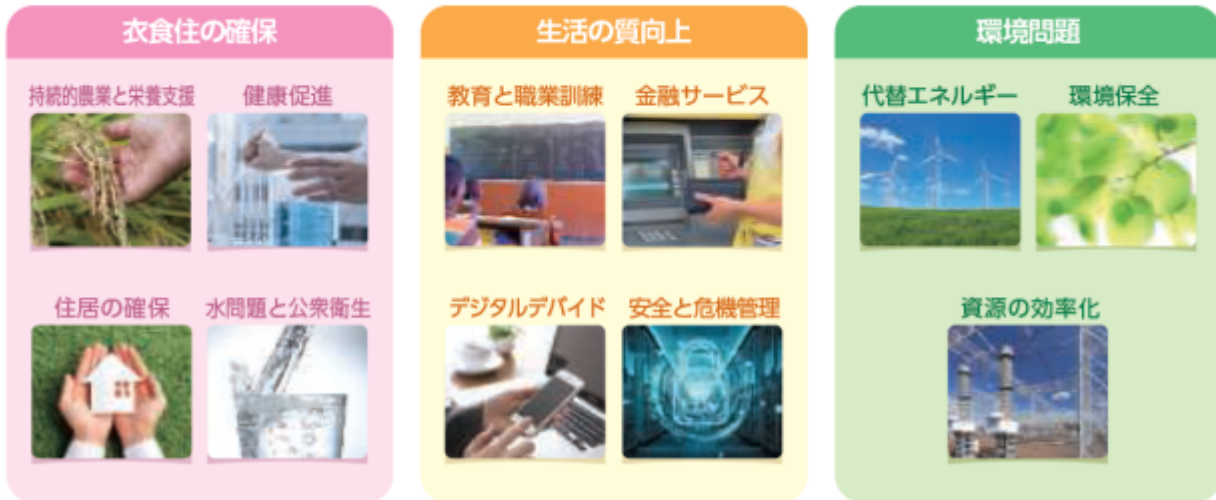 衣食住の確保
持続的農業と栄養支援
健康促進
住居の確保
水問題と公衆衛生
生活の質向上
教育と職業訓練
金融サービス
デジタルデバイド
安全と危機管理
環境問題
代替エネルギー
環境保全
資源の効率化